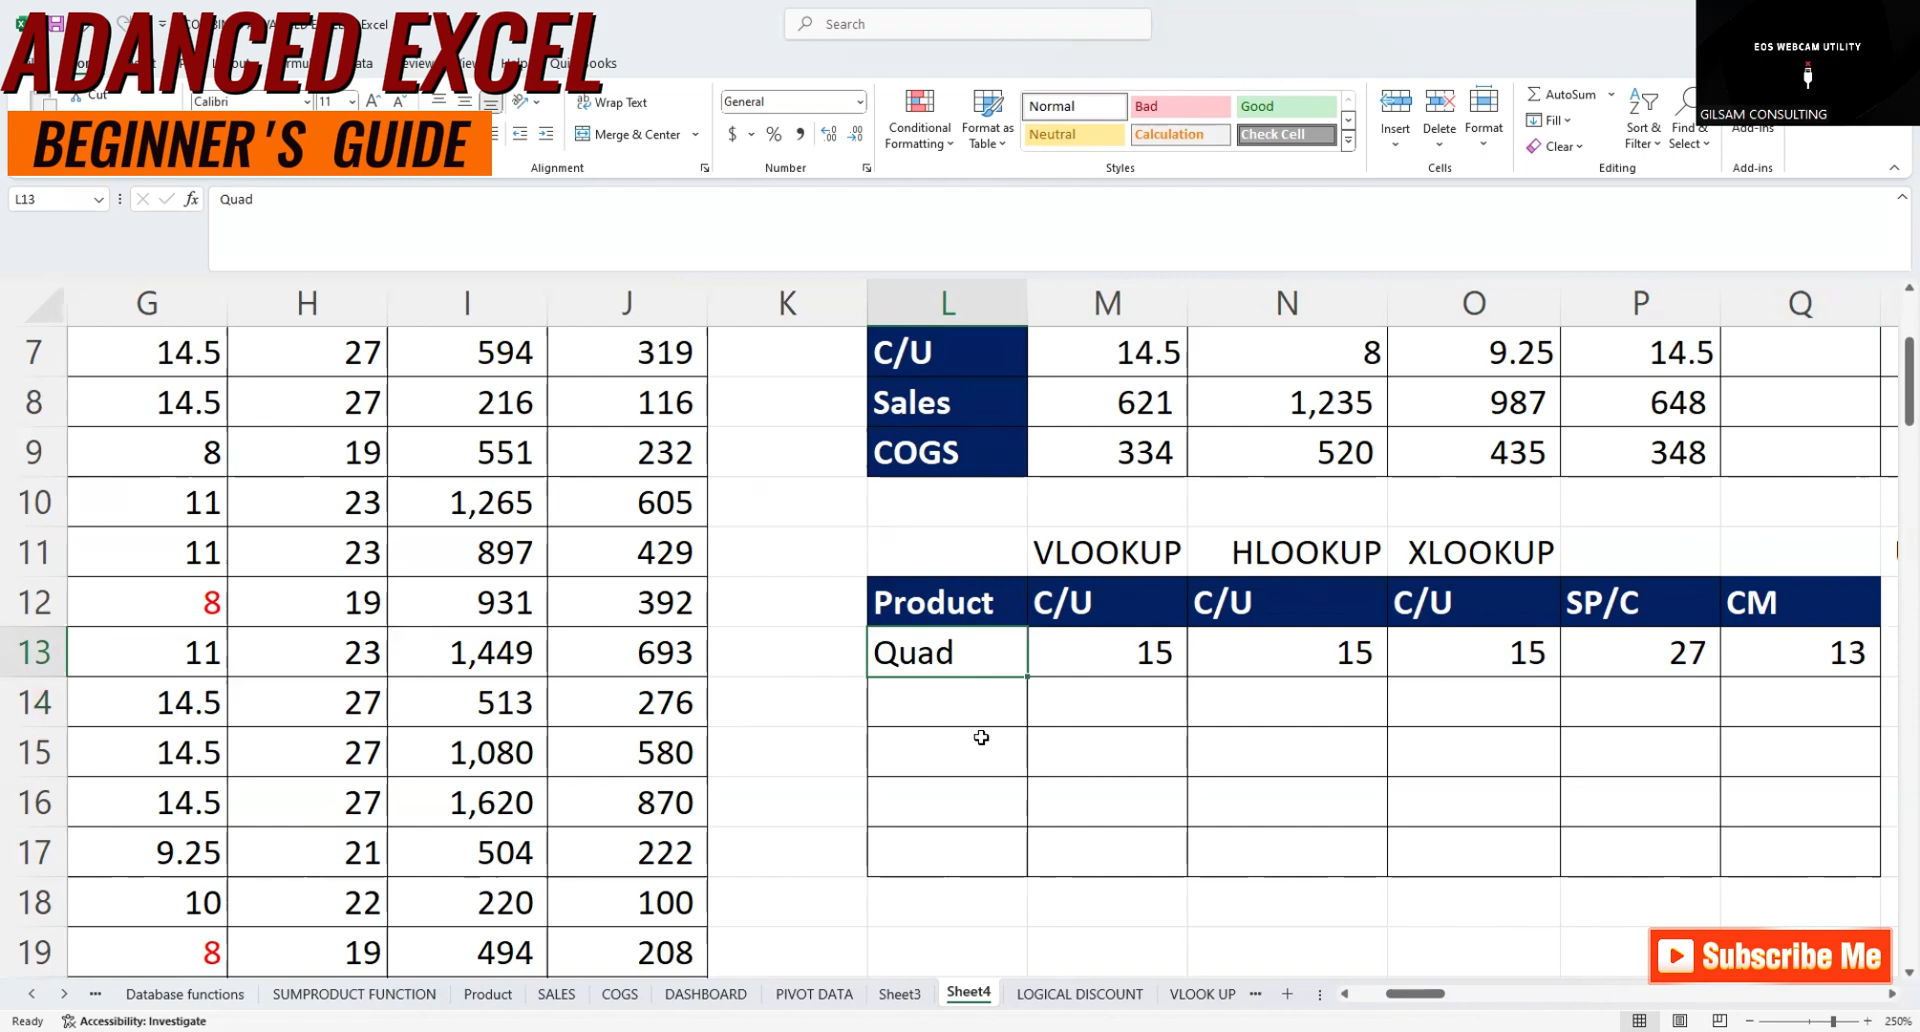 ADANCED EXCEL
BEGINNER'S GUIDE
Excel
Search
EOS WEBCAM UTILITY
GILSAM CONSULTING
Cut
Calibri
11
Wrap Text
Merge & Center
Alignment
General
$ % ,
Number
Conditional Formatting
Format as Table
Normal Bad Good
Neutral Calculation Check Cell
Styles
Insert Delete Format
Cells
AutoSum
Fill
Clear
Sort & Filter
Find & Select
Editing
Add-ins
L13 fx Quad
G H I J K L M N O P Q
7 14.5 27 594 319 C/U 14.5 8 9.25 14.5
8 14.5 27 216 116 Sales 621 1,235 987 648
9 8 19 551 232 COGS 334 520 435 348
10 11 23 1,265 605
11 11 23 897 429 VLOOKUP HLOOKUP XLOOKUP
12 8 19 931 392 Product C/U C/U C/U SP/C CM
13 11 23 1,449 693 Quad 15 15 15 27 13
14 14.5 27 513 276
15 14.5 27 1,080 580
16 14.5 27 1,620 870
17 9.25 21 504 222
18 10 22 220 100
19 8 19 494 208
Subscribe Me
Database functions SUMPRODUCT FUNCTION Product SALES COGS DASHBOARD PIVOT DATA Sheet3 Sheet4 LOGICAL DISCOUNT VLOOK UP
Ready Accessibility: Investigate 250%